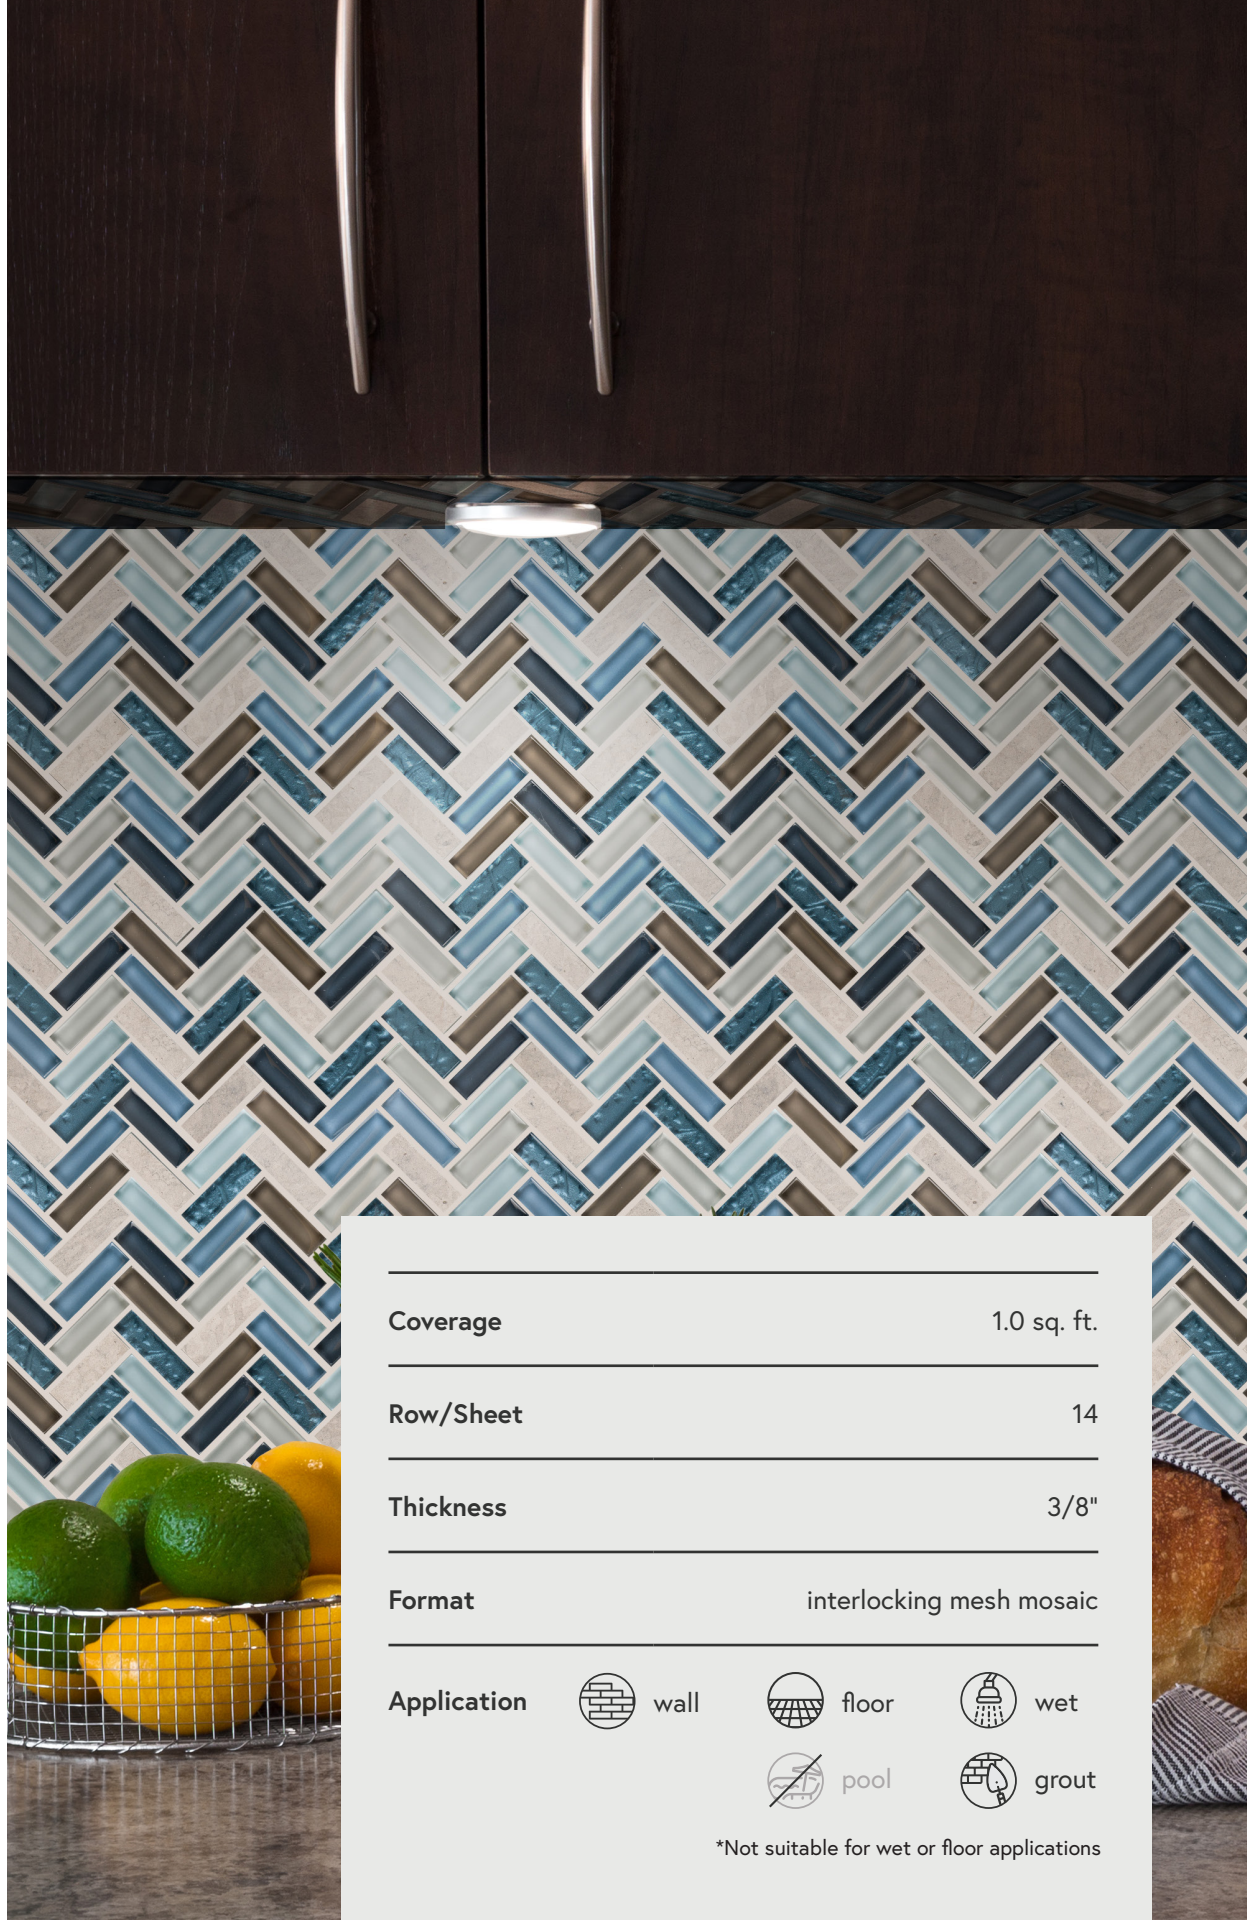 Coverage 1.0 sq. ft.
Row/Sheet 14
Thickness 3/8"
Format interlocking mesh mosaic
Application wall floor wet
pool grout
*Not suitable for wet or floor applications